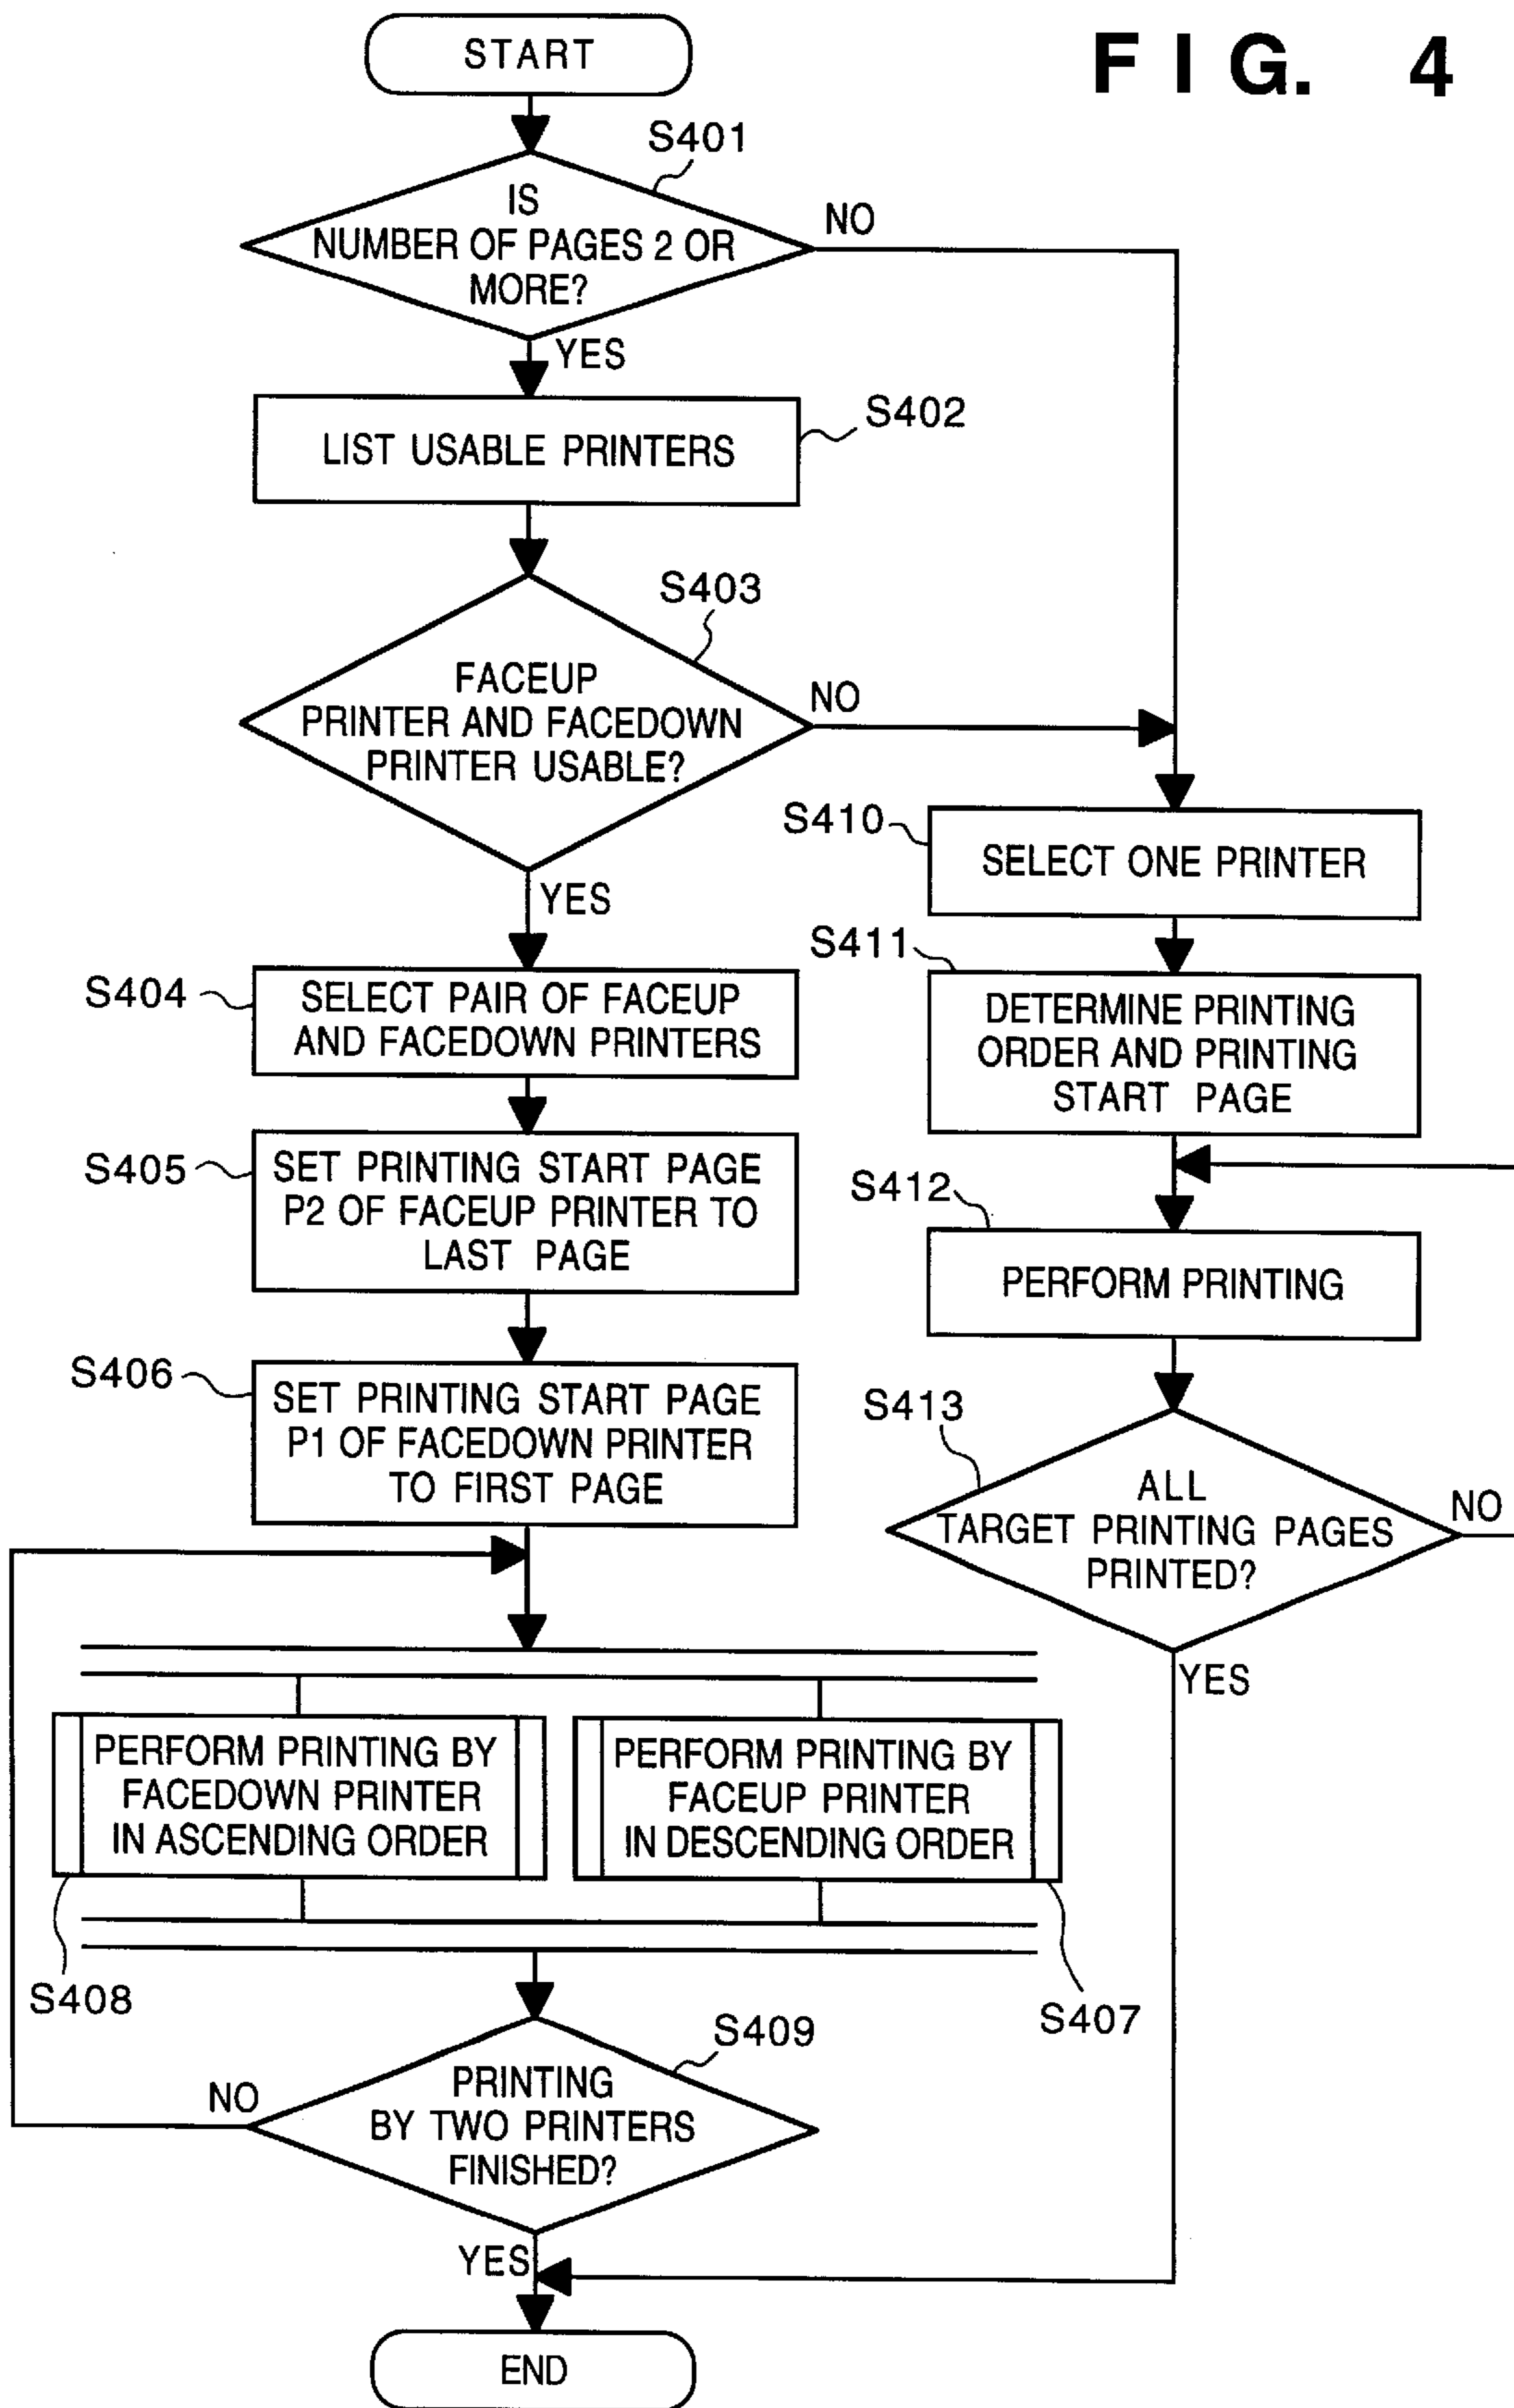 FIG. 4
START
S401
IS
NUMBER OF PAGES 2 OR
MORE?
NO
YES
S402
LIST USABLE PRINTERS
S403
FACEUP
PRINTER AND FACEDOWN
PRINTER USABLE?
NO
YES
S404
SELECT PAIR OF FACEUP
AND FACEDOWN PRINTERS
S405
SET PRINTING START PAGE
P2 OF FACEUP PRINTER TO
LAST PAGE
S406
SET PRINTING START PAGE
P1 OF FACEDOWN PRINTER
TO FIRST PAGE
PERFORM PRINTING BY
FACEDOWN PRINTER
IN ASCENDING ORDER
S408
PERFORM PRINTING BY
FACEUP PRINTER
IN DESCENDING ORDER
S407
S409
PRINTING
BY TWO PRINTERS
FINISHED?
NO
YES
S410
SELECT ONE PRINTER
S411
DETERMINE PRINTING
ORDER AND PRINTING
START PAGE
S412
PERFORM PRINTING
S413
ALL
TARGET PRINTING PAGES
PRINTED?
NO
YES
END